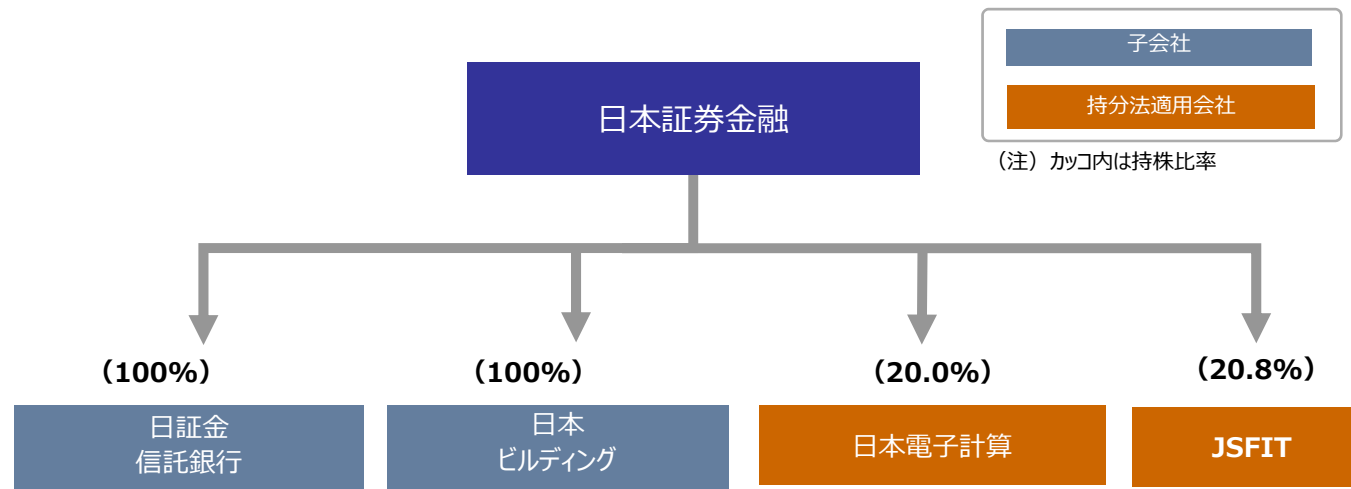 子会社
日本証券金融
持分法適用会社
（注）カッコ内は持株比率
（100%）
（100%）
（20.0%）
（20.8%）
日証金
信託銀行
日本
ビルディング
日本電子計算
JSFIT